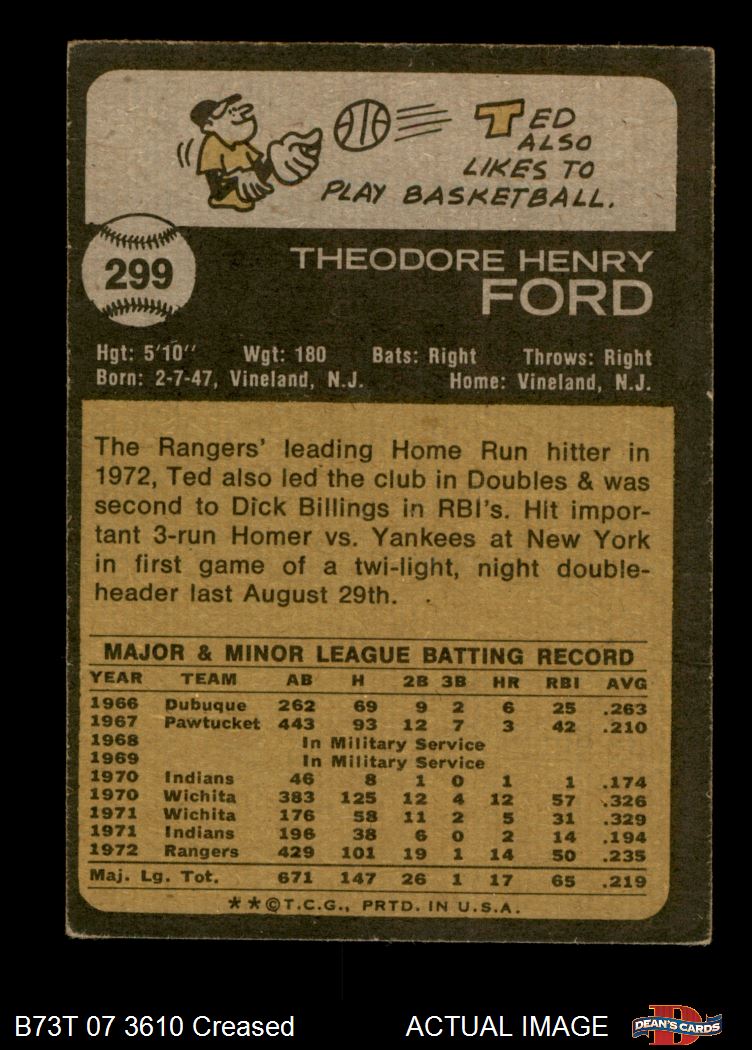 TED
ALSO
LIKES TO
PLAY BASKETBALL.
299
THEODORE HENRY
FORD
Hgt: 5'10" Wgt: 180 Bats: Right Throws: Right
Born: 2-7-47, Vineland, N.J. Home: Vineland, N.J.
The Rangers' leading Home Run hitter in
1972, Ted also led the club in Doubles & was
second to Dick Billings in RBI's. Hit impor-
tant 3-run Homer vs. Yankees at New York
in first game of a twi-light, night double-
header last August 29th.
MAJOR & MINOR LEAGUE BATTING RECORD
YEAR TEAM AB H 2B 3B HR RBI AVG
1966 Dubuque 262 69 9 2 6 25 .263
1967 Pawtucket 443 93 12 7 3 42 .210
1968 In Military Service
1969 In Military Service
1970 Indians 46 8 1 0 1 1 .174
1970 Wichita 383 125 12 4 12 57 .326
1971 Wichita 176 58 11 2 5 31 .329
1971 Indians 196 38 6 0 2 14 .194
1972 Rangers 429 101 19 1 14 50 .235
Maj. Lg. Tot. 671 147 26 1 17 65 .219
**©T.C.G., PRTD. IN U.S.A.
B73T 07 3610 Creased ACTUAL IMAGE
DEAN'S CARDS